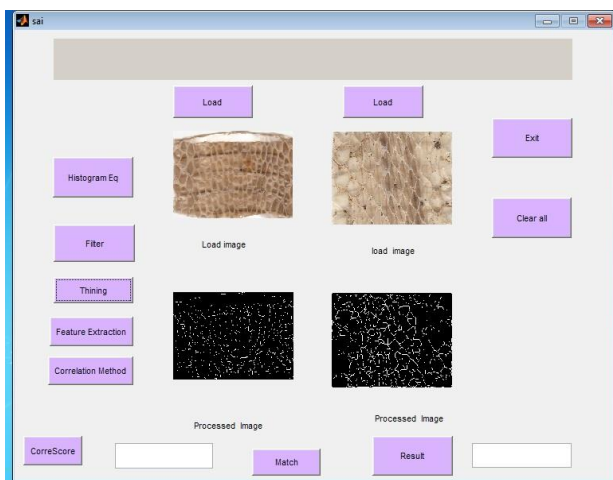 sai
Load
Load
Exit
Histogram Eq
Clear all
Filter
Load image
load image
Thining
Feature Extraction
Correlation Method
Processed Image
Processed Image
CorreScore
Match
Result